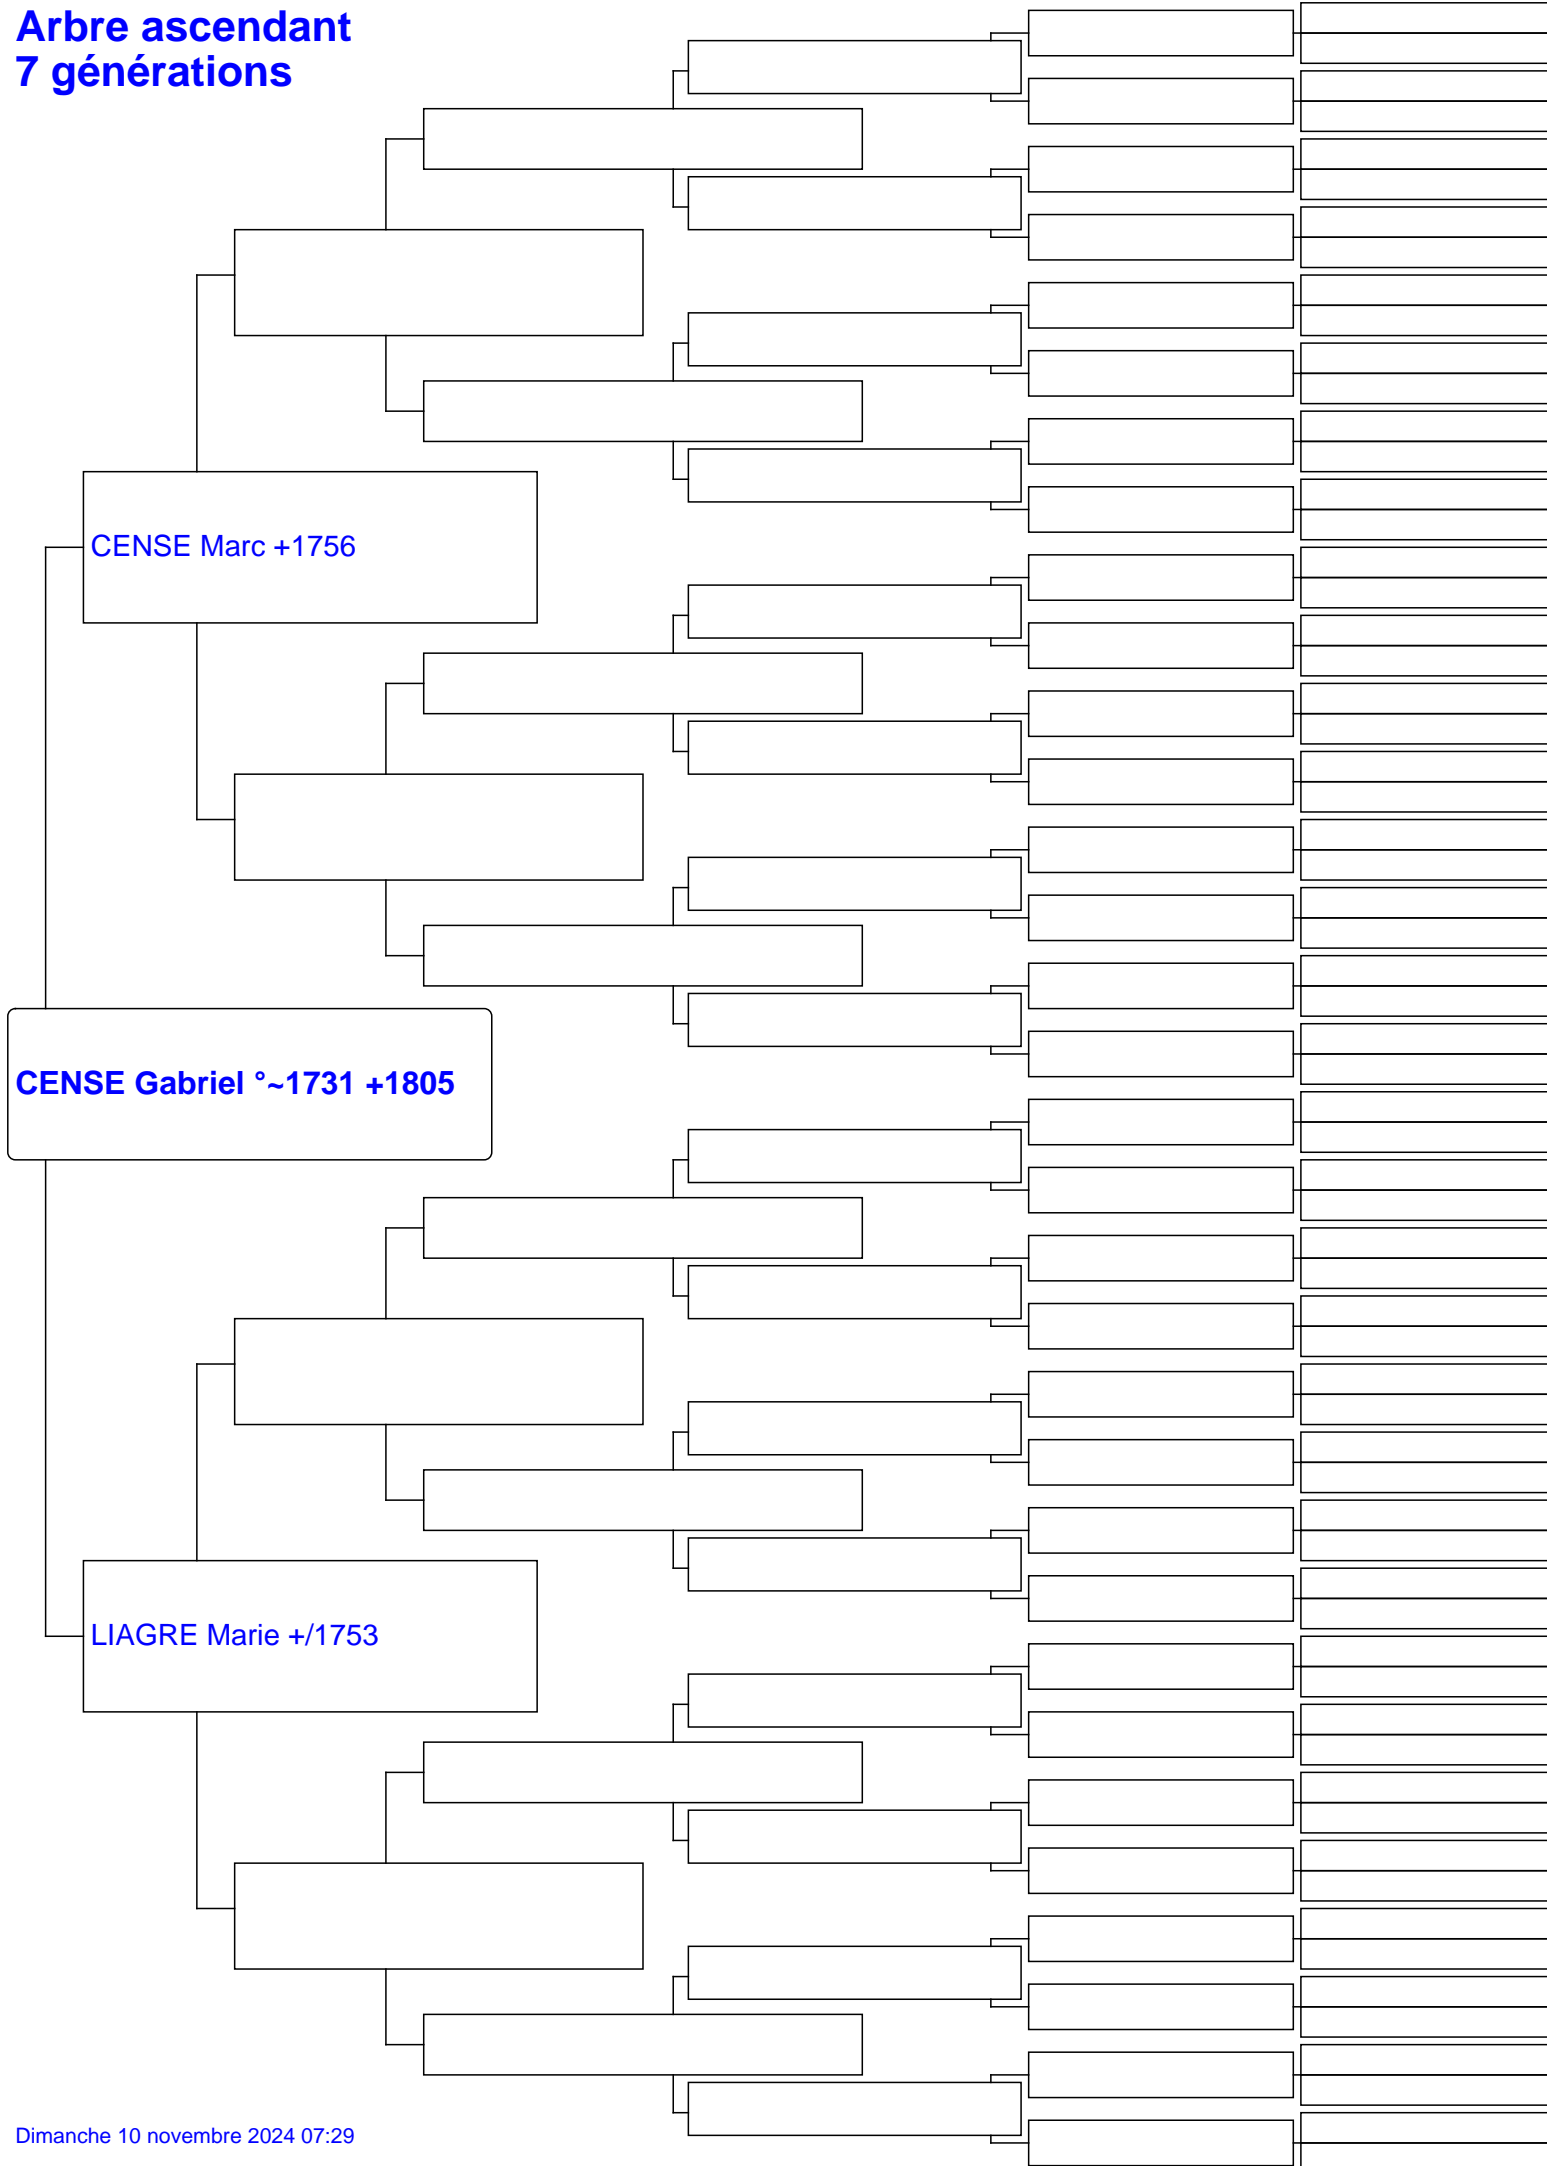 Arbre ascendant
7 générations
CENSE Marc +1756
CENSE Gabriel °~1731 +1805
LIAGRE Marie +/1753
Dimanche 10 novembre 2024 07:29